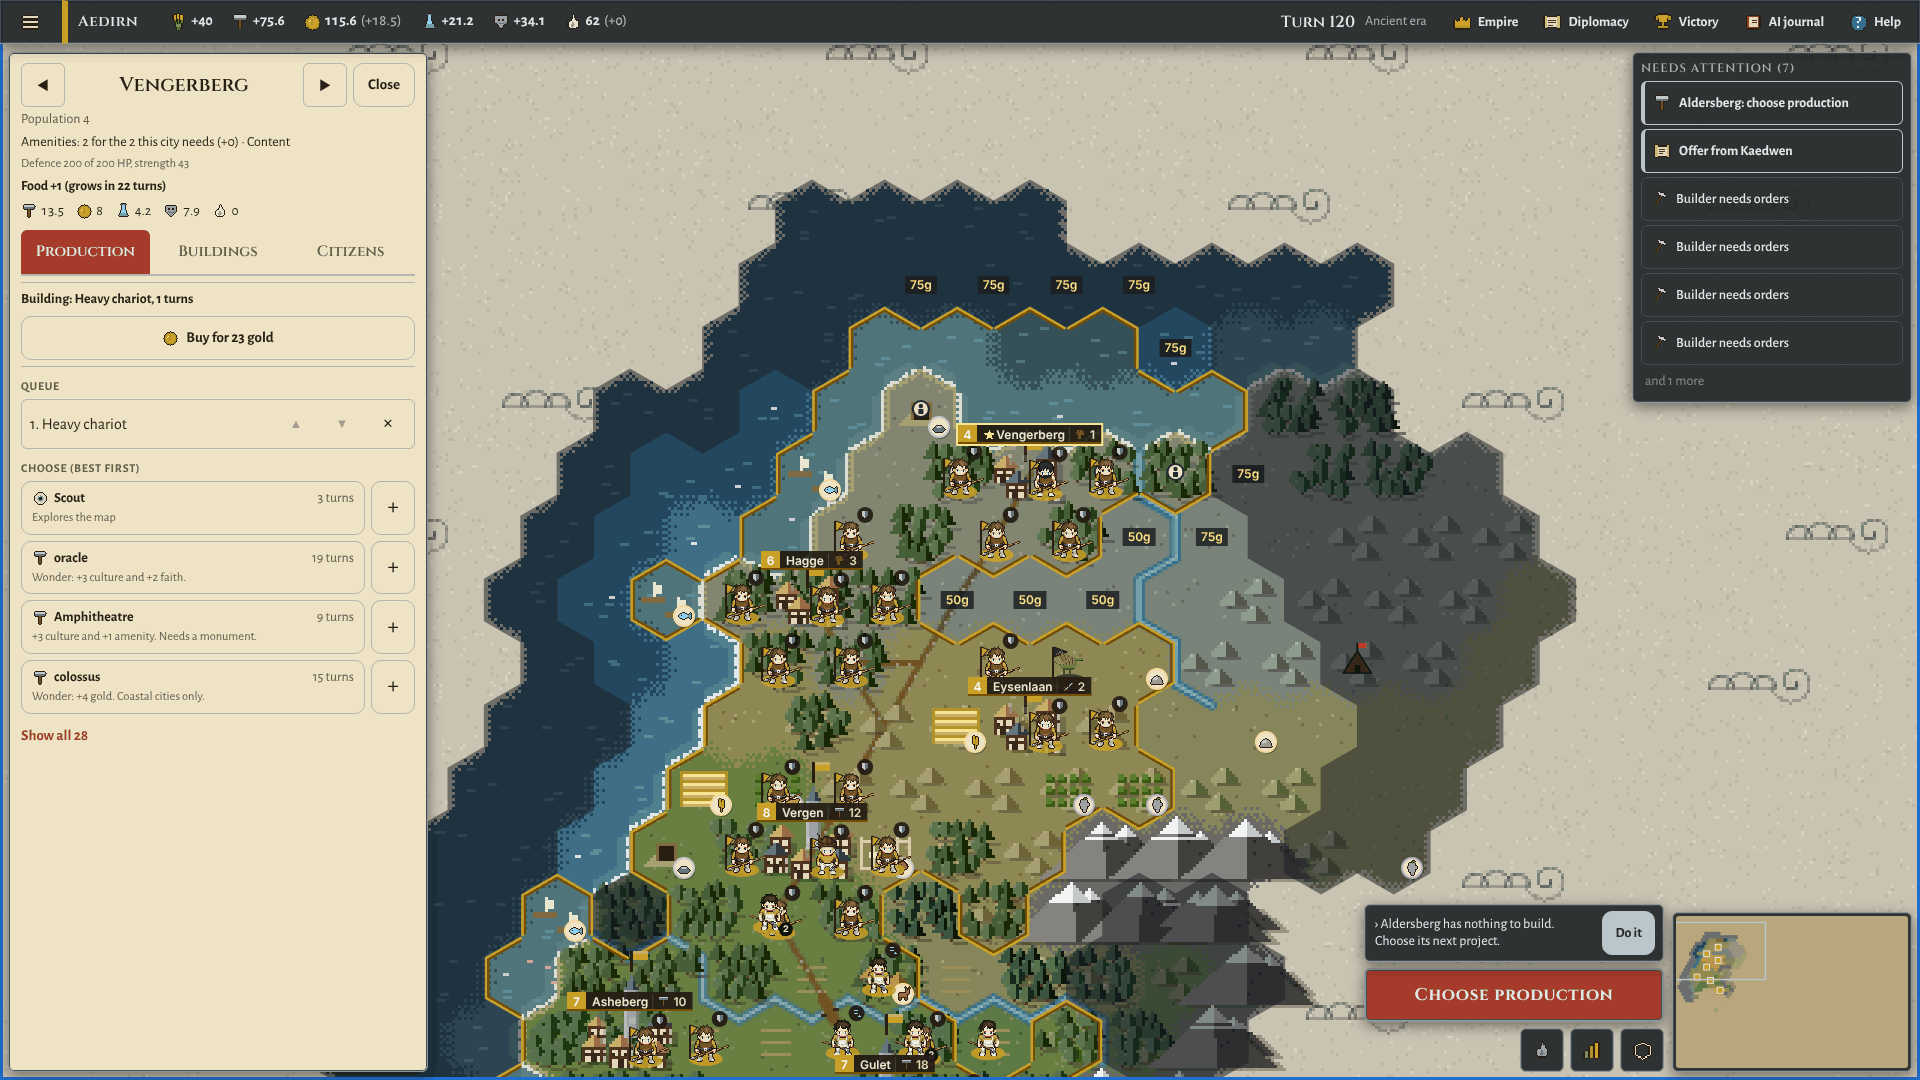 AEDIRN
+40
+75.6
115.6 (+18.5)
+21.2
+34.1
62 (+0)
TURN 120 Ancient era
Empire
Diplomacy
Victory
AI journal
Help
VENGERBERG
Close
Population 4
Amenities: 2 for the 2 this city needs (+0) · Content
Defence 200 of 200 HP, strength 43
Food +1 (grows in 22 turns)
13.5 8 4.2 7.9 0
PRODUCTION
BUILDINGS
CITIZENS
Building: Heavy chariot, 1 turns
Buy for 23 gold
QUEUE
1. Heavy chariot
CHOOSE (BEST FIRST)
Scout 3 turns
Explores the map
oracle 19 turns
Wonder: +3 culture and +2 faith.
Amphitheatre 9 turns
+3 culture and +1 amenity. Needs a monument.
colossus 15 turns
Wonder: +4 gold. Coastal cities only.
Show all 28
75g 75g 75g 75g
75g
4 Vengerberg 1
75g
50g 75g
6 Hagge 3
50g 50g 50g
4 Eysenlaan 2
8 Vergen 12
2
7 Asheberg 10
7 Gulet 18
NEEDS ATTENTION (7)
Aldersberg: choose production
Offer from Kaedwen
Builder needs orders
Builder needs orders
Builder needs orders
Builder needs orders
and 1 more
› Aldersberg has nothing to build.
Choose its next project.
Do it
CHOOSE PRODUCTION